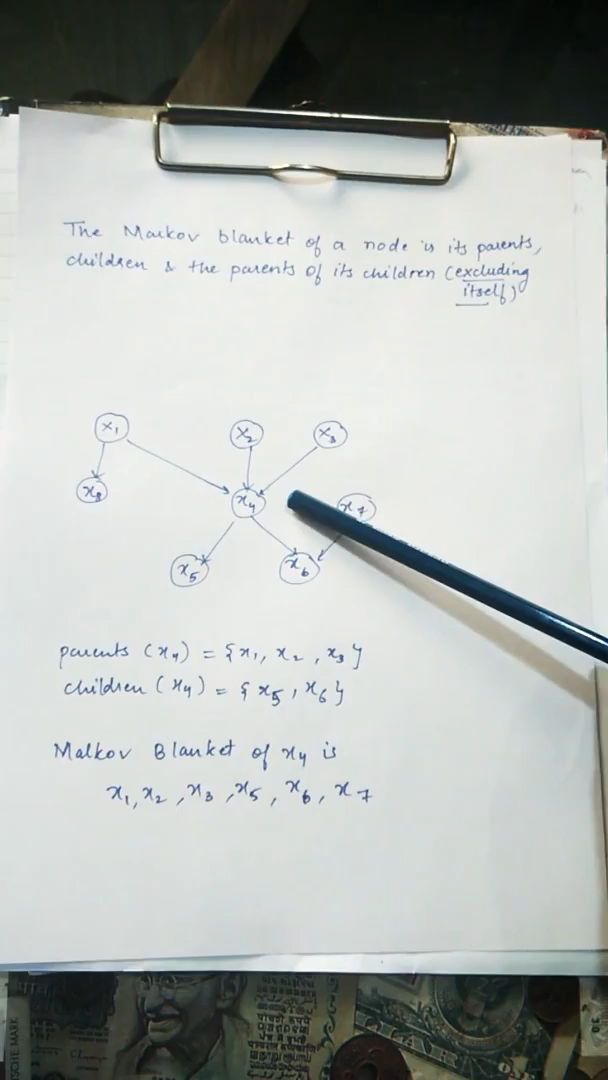 The Markov blanket of a node is its parents,
children & the parents of its children (excluding
itself)
x1
x2
x3
x8
x4
x7
x5
x6
parents (x4) = {x1, x2, x3}
children (x4) = {x5, x6}
Malkov Blanket of x4 is
x1, x2, x3, x5, x6, x7